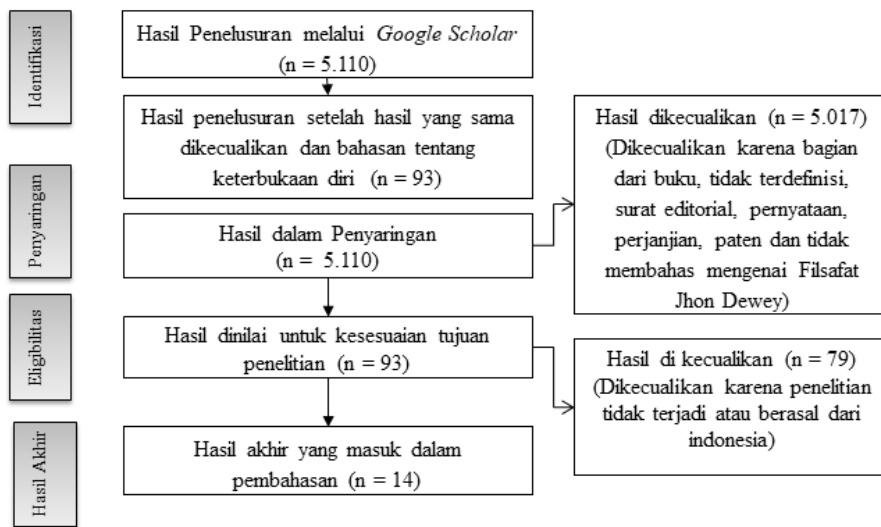 Identifikasi
Hasil Penelusuran melalui Google Scholar
(n = 5.110)
Hasil penelusuran setelah hasil yang sama
dikecualikan dan bahasan tentang
keterbukaan diri (n = 93)
Penyaringan
Hasil dalam Penyaringan
(n = 5.110)
Hasil dikecualikan (n = 5.017)
(Dikecualikan karena bagian
dari buku, tidak terdefinisi,
surat editorial, pernyataan,
perjanjian, paten dan tidak
membahas mengenai Filsafat
Jhon Dewey)
Eligibilitas
Hasil dinilai untuk kesesuaian tujuan
penelitian (n = 93)
Hasil di kecualikan (n = 79)
(Dikecualikan karena penelitian
tidak terjadi atau berasal dari
indonesia)
Hasil Akhir
Hasil akhir yang masuk dalam
pembahasan (n = 14)